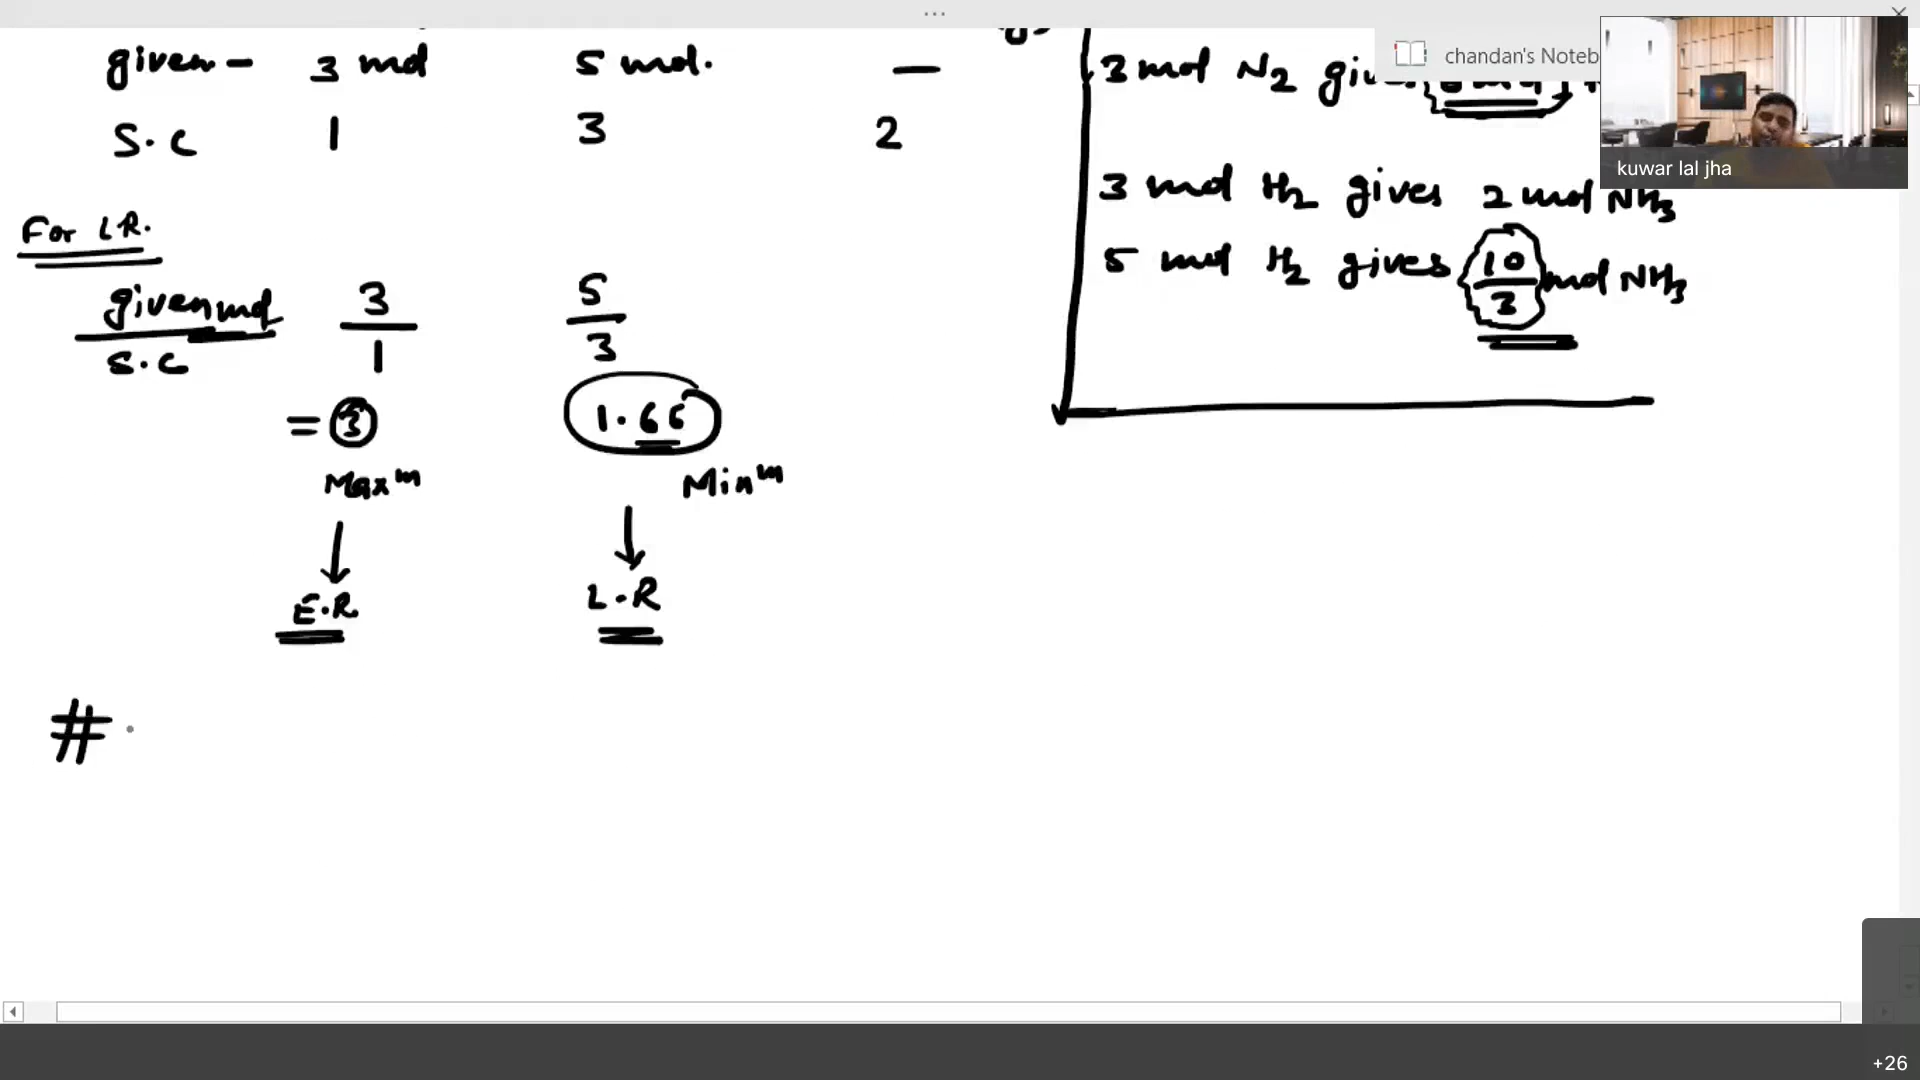 chandan's Noteb
given - 3 mol 5 mol. —
S.C 1 3 2
For LR.
given mol 3 5
S.C 1 3
= 3 1.66
Maxᵐ Minᵐ
E.R L.R
#
3 mol N2 gives
3 mol H2 gives 2 mol NH3
5 mol H2 gives 10/3 mol NH3
kuwar lal jha
+26